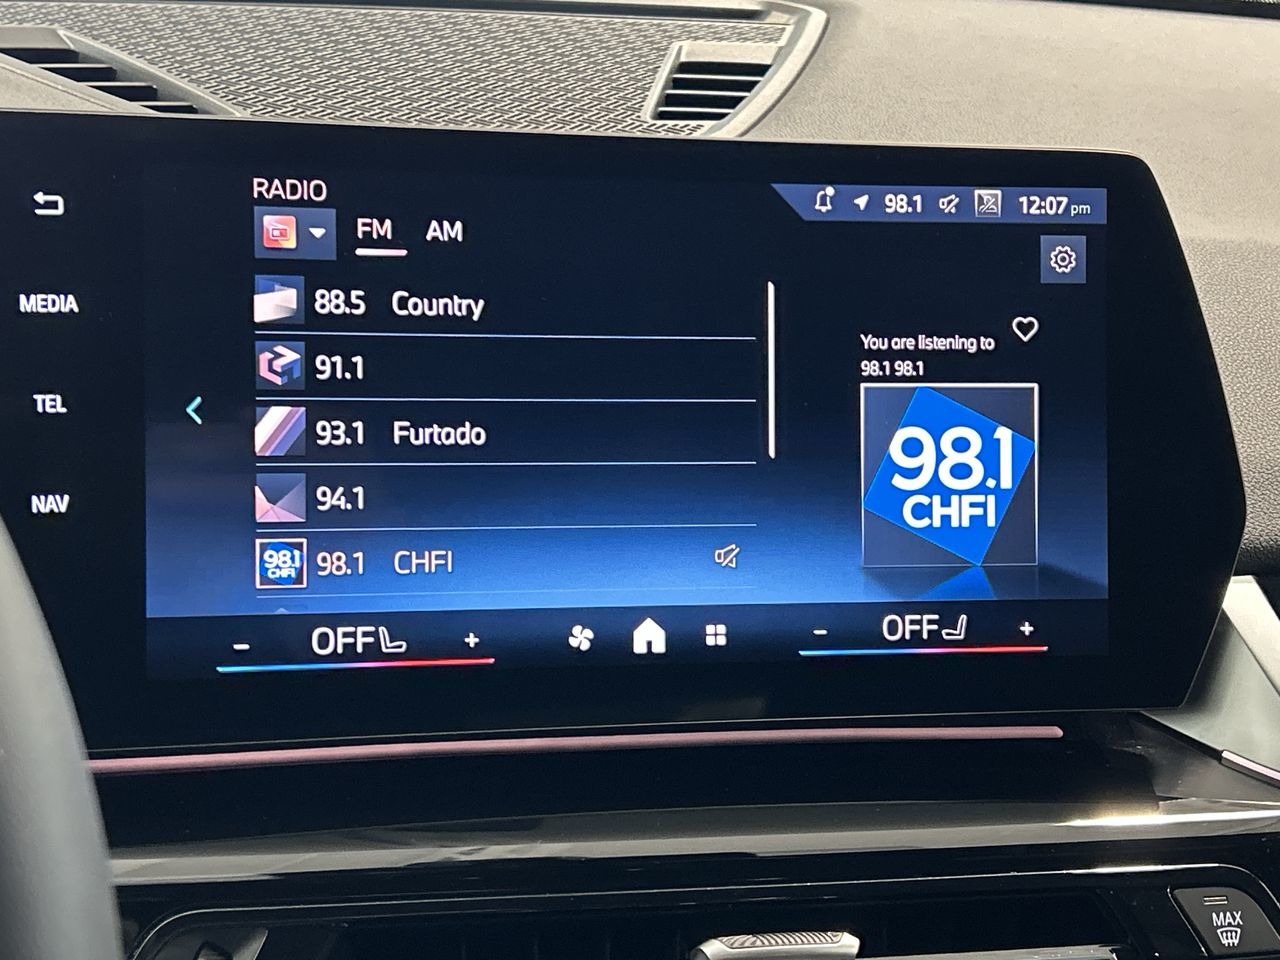 RADIO
98.1 12:07 pm
FM AM
MEDIA
88.5 Country
You are listening to
98.1 98.1
91.1
TEL
93.1 Furtado
98.1
CHFI
NAV
94.1
98.1
CHFI
98.1 CHFI
- OFF +
- OFF +
MAX